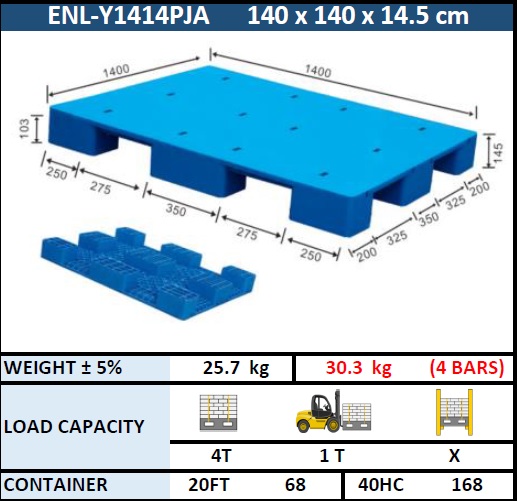 ENL-Y1414PJA 140 x 140 x 14.5 cm
1400 1400
103
145
250 275 350 275 250
200 325 350 325 200
WEIGHT ± 5% 25.7 kg 30.3 kg (4 BARS)
LOAD CAPACITY
4T 1 T X
CONTAINER 20FT 68 40HC 168